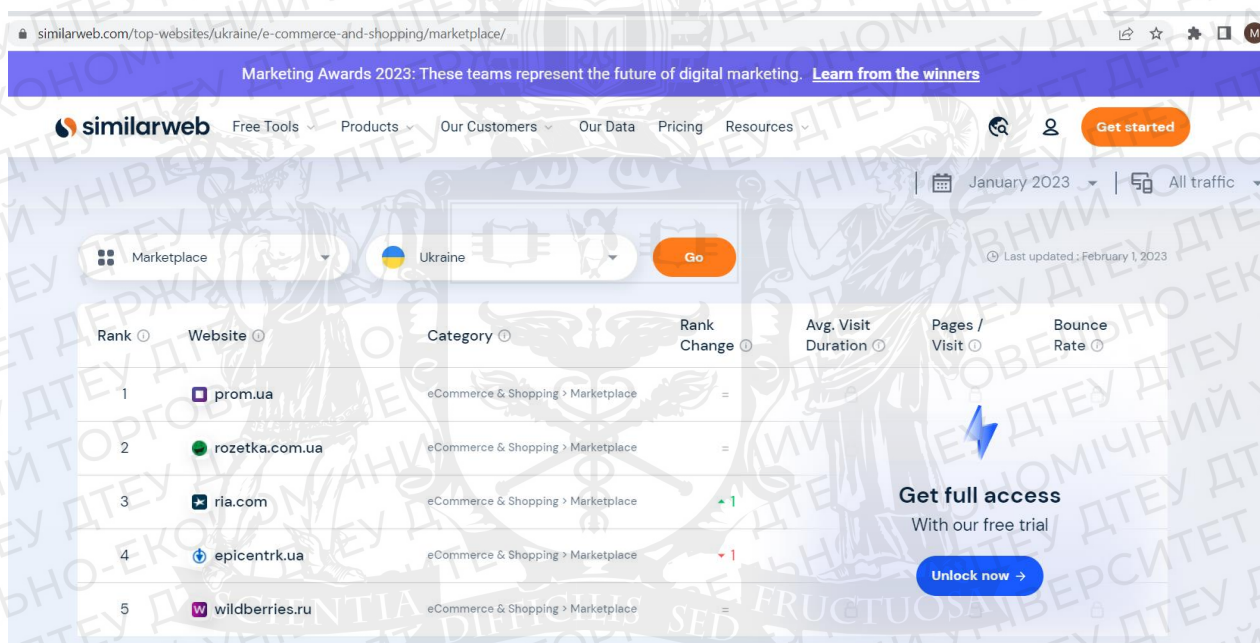 similarweb.com/top-websites/ukraine/e-commerce-and-shopping/marketplace/
M
Marketing Awards 2023: These teams represent the future of digital marketing. Learn from the winners
similarweb Free Tools Products Our Customers Our Data Pricing Resources Get started
January 2023 All traffic
Marketplace Ukraine Go Last updated : February 1, 2023
Rank Website Category Rank Change Avg. Visit Duration Pages / Visit Bounce Rate
1 prom.ua eCommerce & Shopping > Marketplace =
2 rozetka.com.ua eCommerce & Shopping > Marketplace =
3 ria.com eCommerce & Shopping > Marketplace 1
4 epicentrk.ua eCommerce & Shopping > Marketplace 1
5 wildberries.ru eCommerce & Shopping > Marketplace =
Get full access
With our free trial
Unlock now →
SCIENTIA DIFFICILIS SED FRUCTUOSA